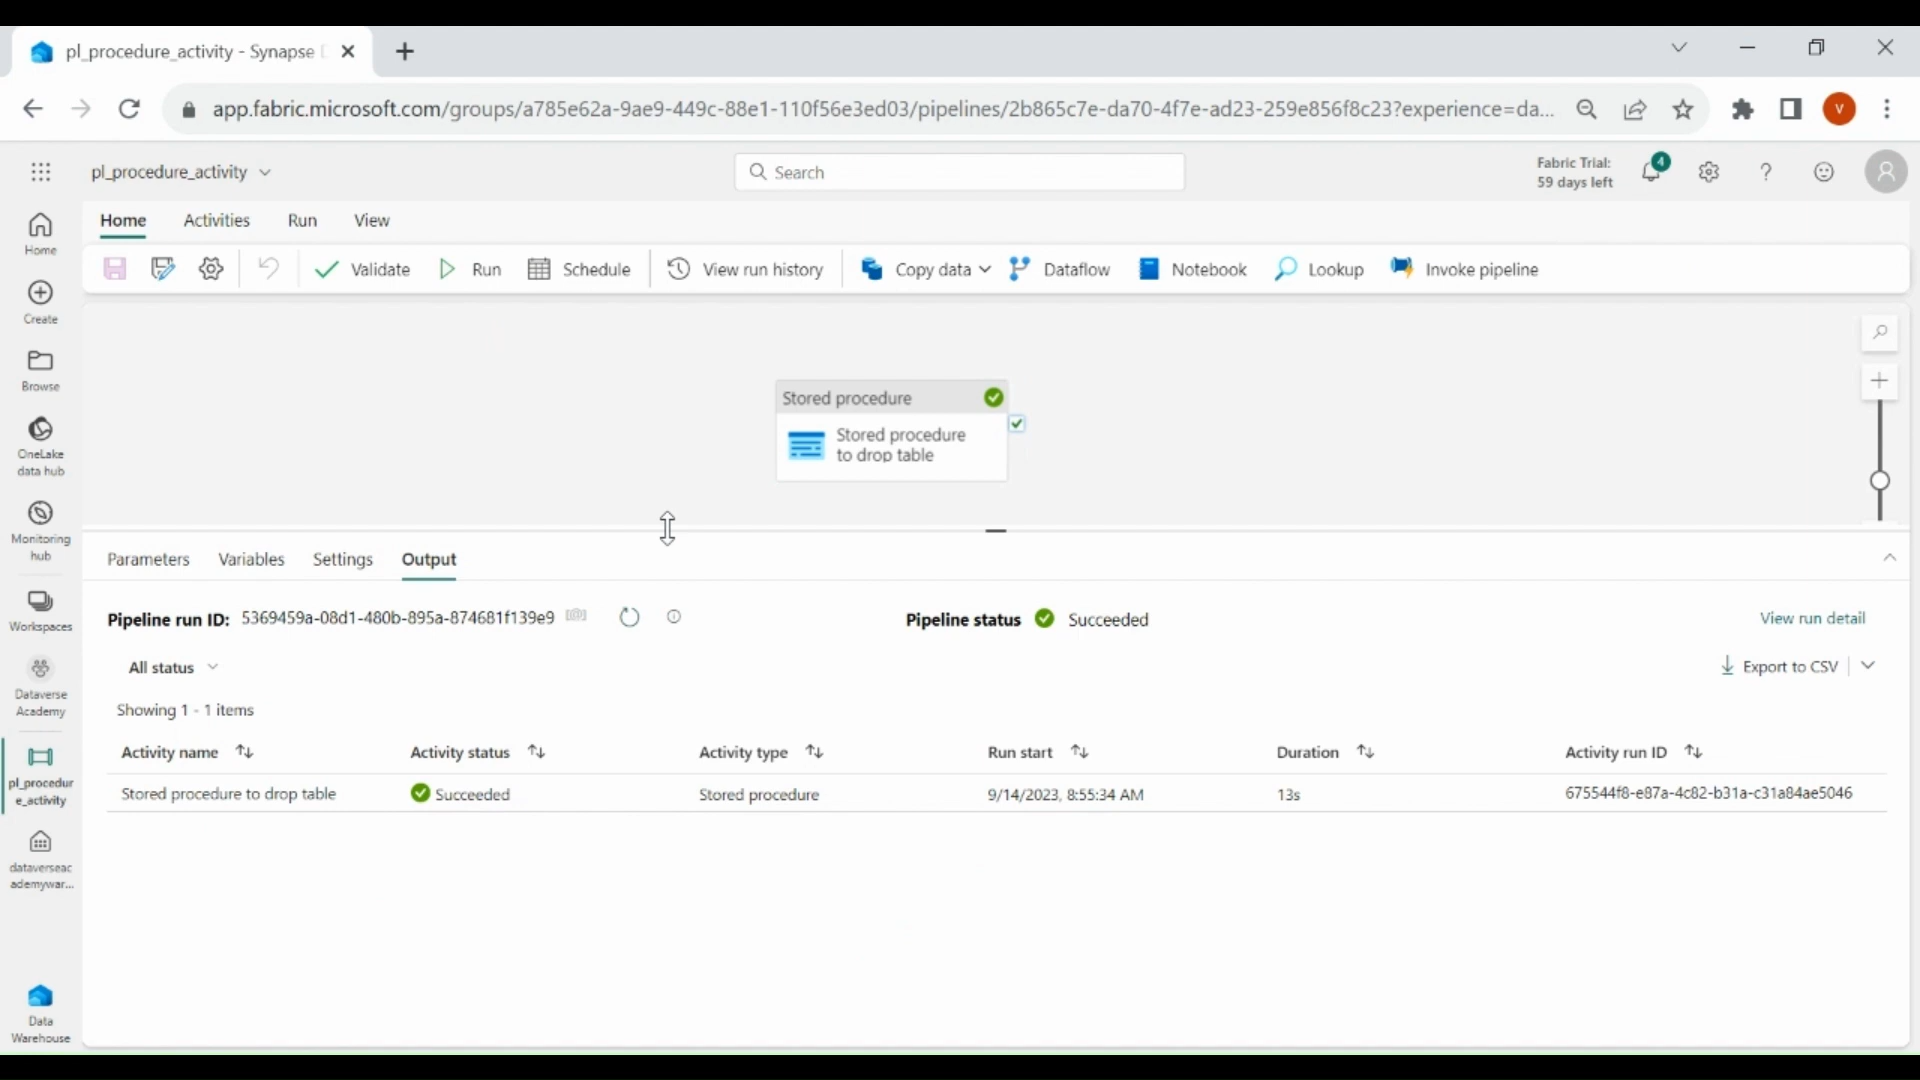 pl_procedure_activity - Synapse
app.fabric.microsoft.com/groups/a785e62a-9ae9-449c-88e1-110f56e3ed03/pipelines/2b865c7e-da70-4f7e-ad23-259e856f8c23?experience=da...
V
pl_procedure_activity
Search
Fabric Trial:
59 days left
4
Home Activities Run View
Validate Run Schedule View run history Copy data Dataflow Notebook Lookup Invoke pipeline
Home
Create
Browse
OneLake
data hub
Monitoring
hub
Workspaces
Dataverse
Academy
pl_procedur
e_activity
dataverseac
ademywar...
Data
Warehouse
Stored procedure
Stored procedure
to drop table
Parameters Variables Settings Output
Pipeline run ID: 5369459a-08d1-480b-895a-874681f139e9 Pipeline status Succeeded View run detail
All status Export to CSV
Showing 1 - 1 items
Activity name Activity status Activity type Run start Duration Activity run ID
Stored procedure to drop table Succeeded Stored procedure 9/14/2023, 8:55:34 AM 13s 675544f8-e87a-4c82-b31a-c31a84ae5046